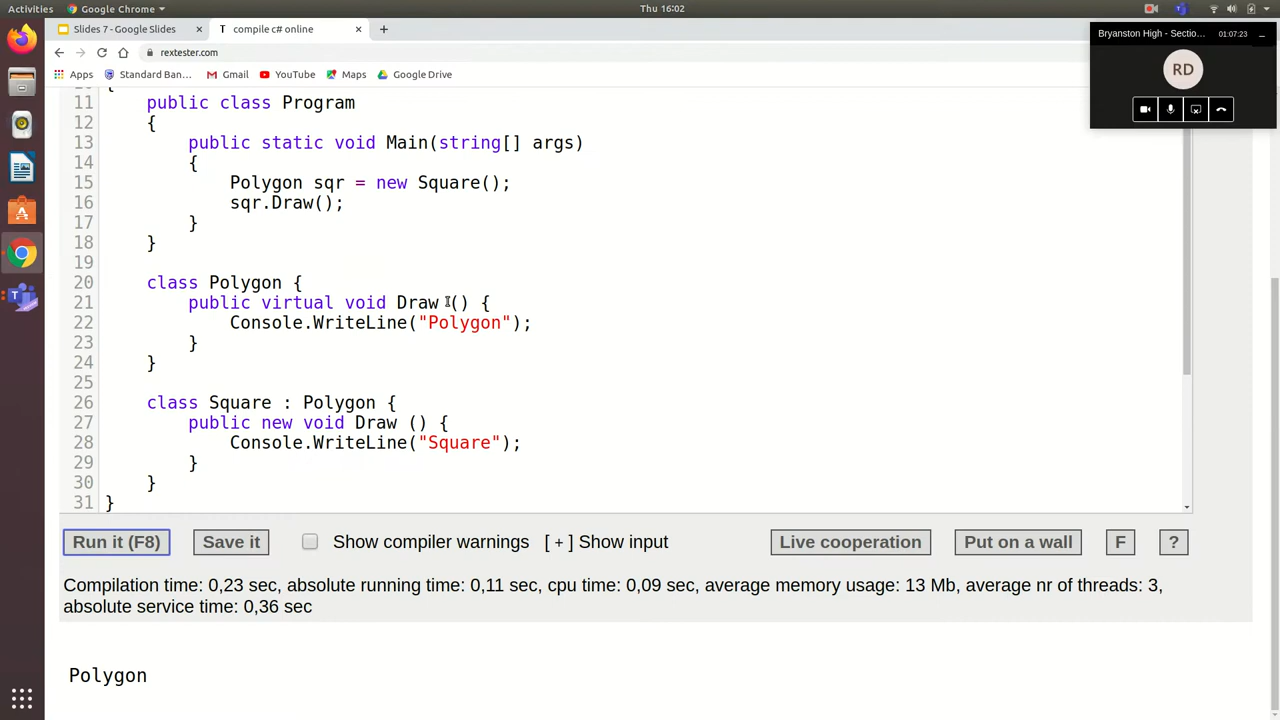 Activities Google Chrome Thu 16:02
Slides 7 - Google Slides × compile c# online × +
rextester.com
Apps Standard Ban... Gmail YouTube Maps Google Drive
Bryanston High - Sectio... 01:07:23
RD
{
11 public class Program
12 {
13 public static void Main(string[] args)
14 {
15 Polygon sqr = new Square();
16 sqr.Draw();
17 }
18 }
19
20 class Polygon {
21 public virtual void Draw () {
22 Console.WriteLine("Polygon");
23 }
24 }
25
26 class Square : Polygon {
27 public new void Draw () {
28 Console.WriteLine("Square");
29 }
30 }
31 }
Run it (F8) Save it Show compiler warnings [ + ] Show input Live cooperation Put on a wall F ?
Compilation time: 0,23 sec, absolute running time: 0,11 sec, cpu time: 0,09 sec, average memory usage: 13 Mb, average nr of threads: 3,
absolute service time: 0,36 sec
Polygon